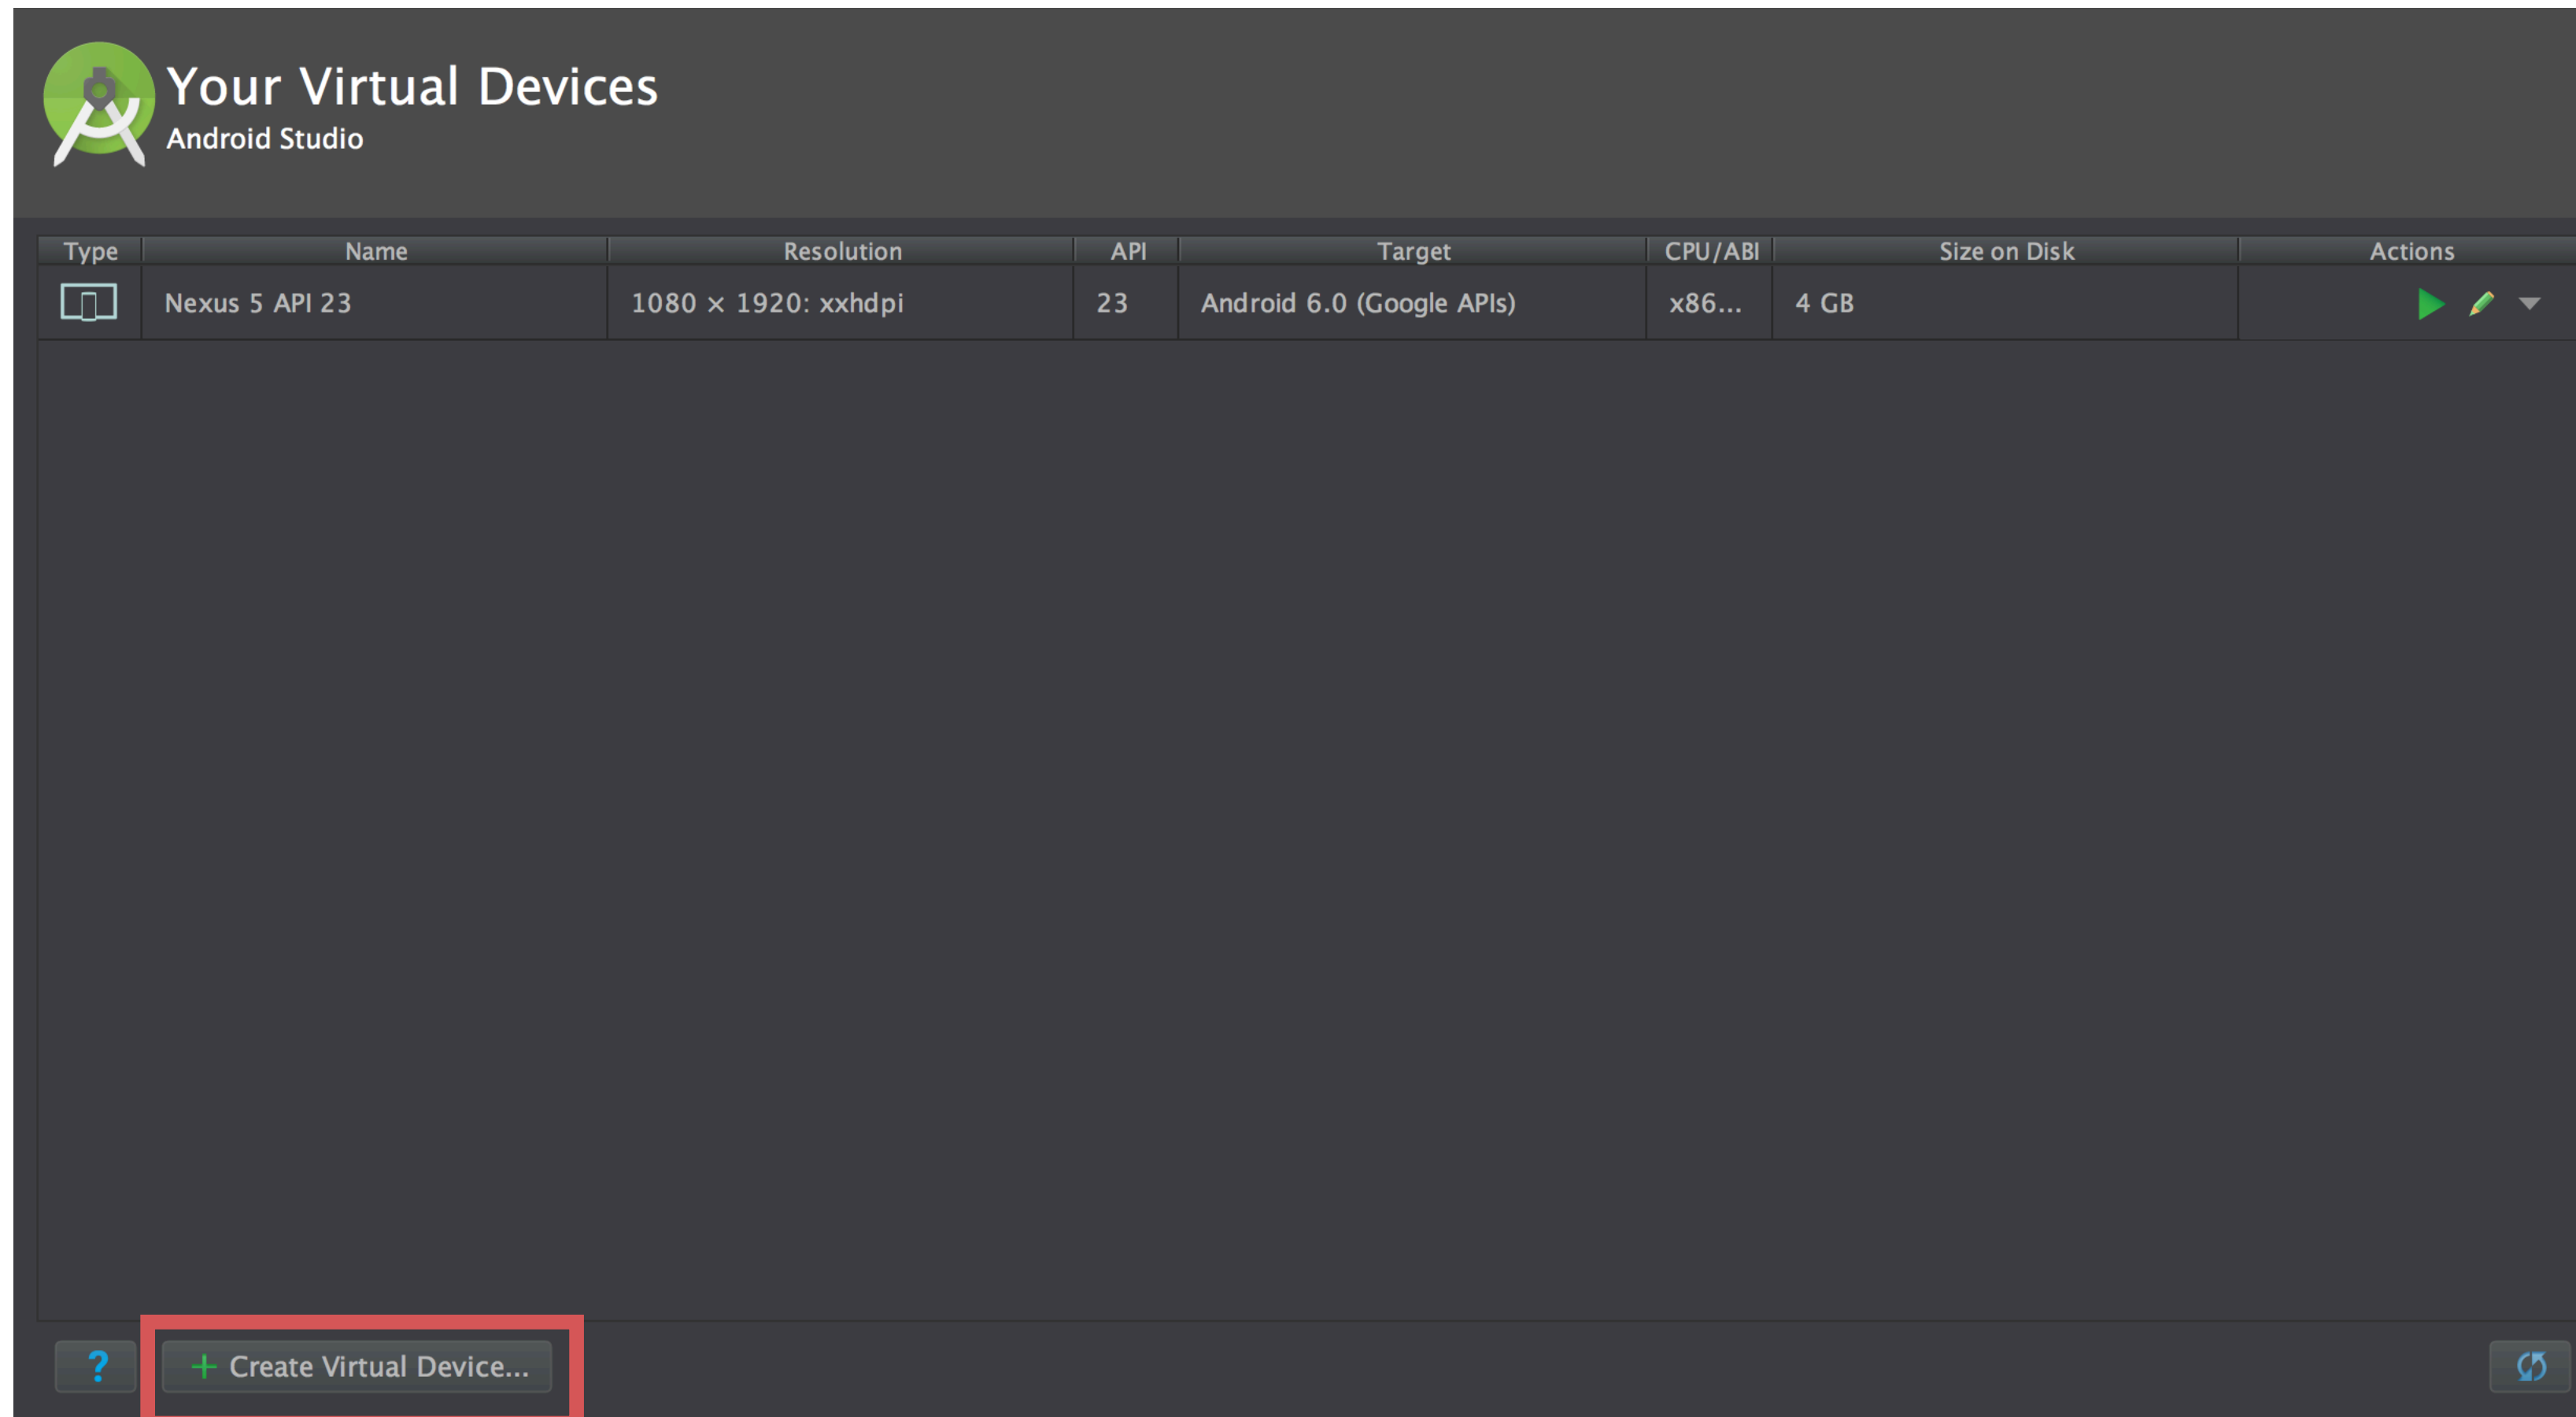 Your Virtual Devices
Android Studio
Type Name Resolution API Target CPU/ABI Size on Disk Actions
Nexus 5 API 23 1080 × 1920: xxhdpi 23 Android 6.0 (Google APIs) x86... 4 GB
? + Create Virtual Device...